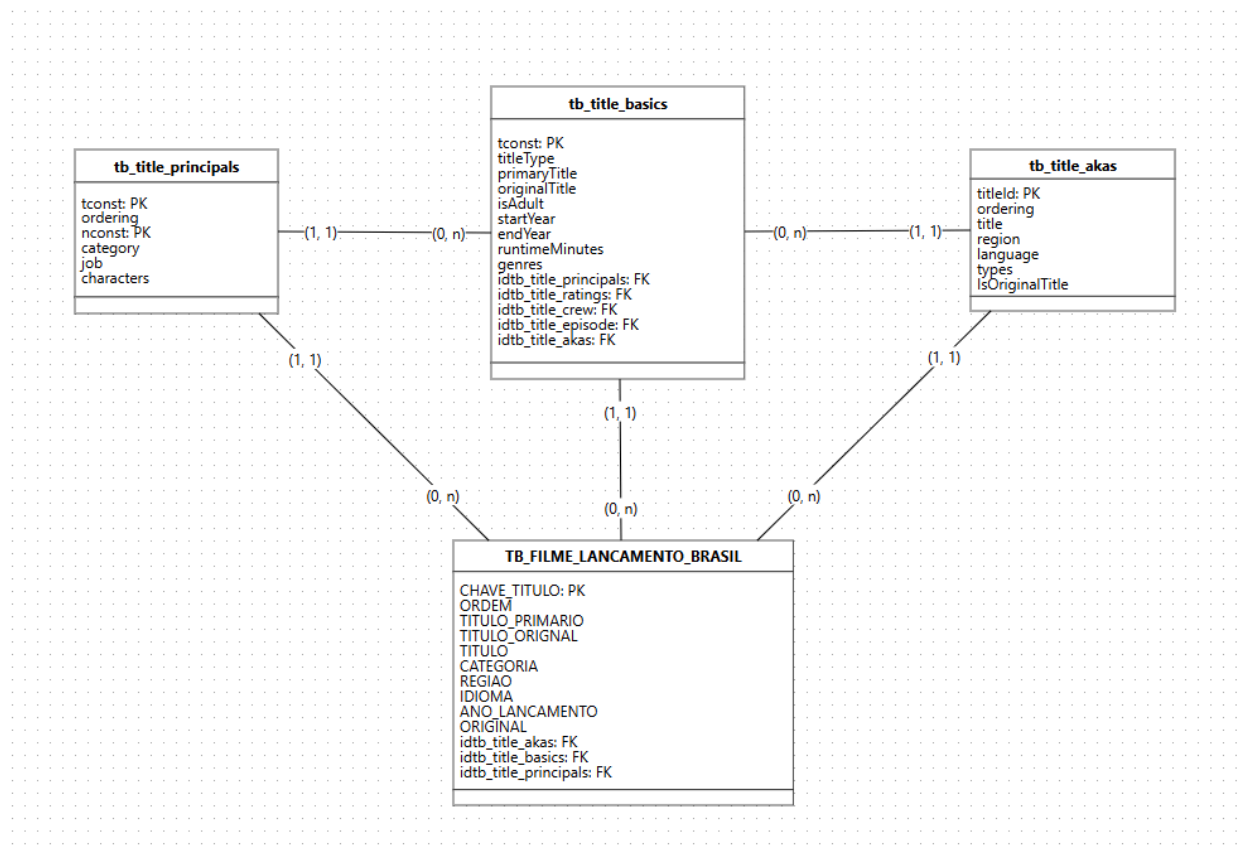 tb_title_basics
tconst: PK
titleType
primaryTitle
originalTitle
isAdult
startYear
endYear
runtimeMinutes
genres
idtb_title_principals: FK
idtb_title_ratings: FK
idtb_title_crew: FK
idtb_title_episode: FK
idtb_title_akas: FK
tb_title_principals
tconst: PK
ordering
nconst: PK
category
job
characters
tb_title_akas
titleId: PK
ordering
title
region
language
types
IsOriginalTitle
(1, 1)
(0, n)
(0, n)
(1, 1)
(1, 1)
(1, 1)
(1, 1)
(0, n)
(0, n)
(0, n)
TB_FILME_LANCAMENTO_BRASIL
CHAVE_TITULO: PK
ORDEM
TITULO_PRIMARIO
TITULO_ORIGNAL
TITULO
CATEGORIA
REGIAO
IDIOMA
ANO_LANCAMENTO
ORIGINAL
idtb_title_akas: FK
idtb_title_basics: FK
idtb_title_principals: FK